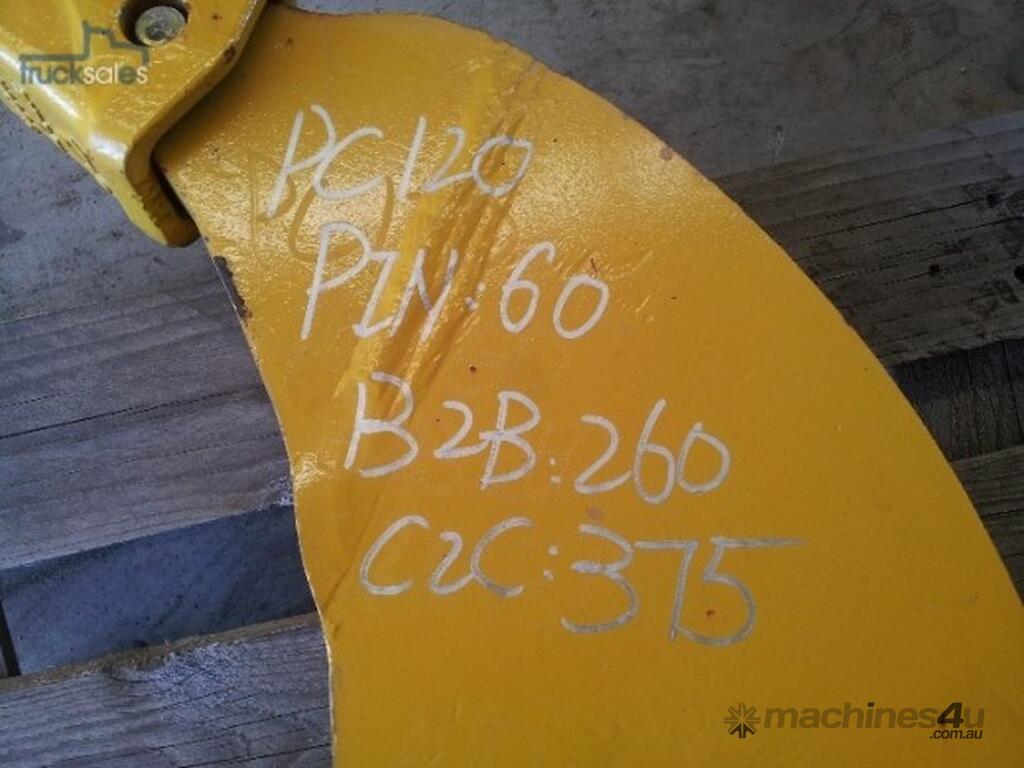 trucksales
PC120
PIN:60
B2B:260
C2C:375
machines4u
.com.au